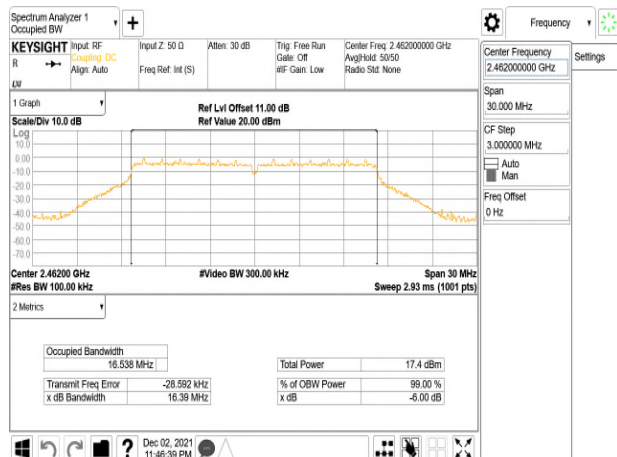 Spectrum Analyzer 1
Occupied BW
Frequency
KEYSIGHT
R
Input: RF
Coupling: DC
Align: Auto
Input Z: 50 Ω
Freq Ref: Int (S)
Atten: 30 dB
Trig: Free Run
Gate: Off
#IF Gain: Low
Center Freq: 2.462000000 GHz
Avg|Hold: 50/50
Radio Std: None
Center Frequency
2.462000000 GHz
Settings
Span
30.000 MHz
CF Step
3.000000 MHz
Auto
Man
Freq Offset
0 Hz
1 Graph
Scale/Div 10.0 dB
Ref Lvl Offset 11.00 dB
Ref Value 20.00 dBm
Log
10.0
0.00
-10.0
-20.0
-30.0
-40.0
-50.0
-60.0
-70.0
Center 2.46200 GHz
#Res BW 100.00 kHz
#Video BW 300.00 kHz
Span 30 MHz
Sweep 2.93 ms (1001 pts)
2 Metrics
Occupied Bandwidth
16.538 MHz
Transmit Freq Error -28.592 kHz
x dB Bandwidth 16.39 MHz
Total Power 17.4 dBm
% of OBW Power 99.00 %
x dB -6.00 dB
Dec 02, 2021
11:46:39 PM